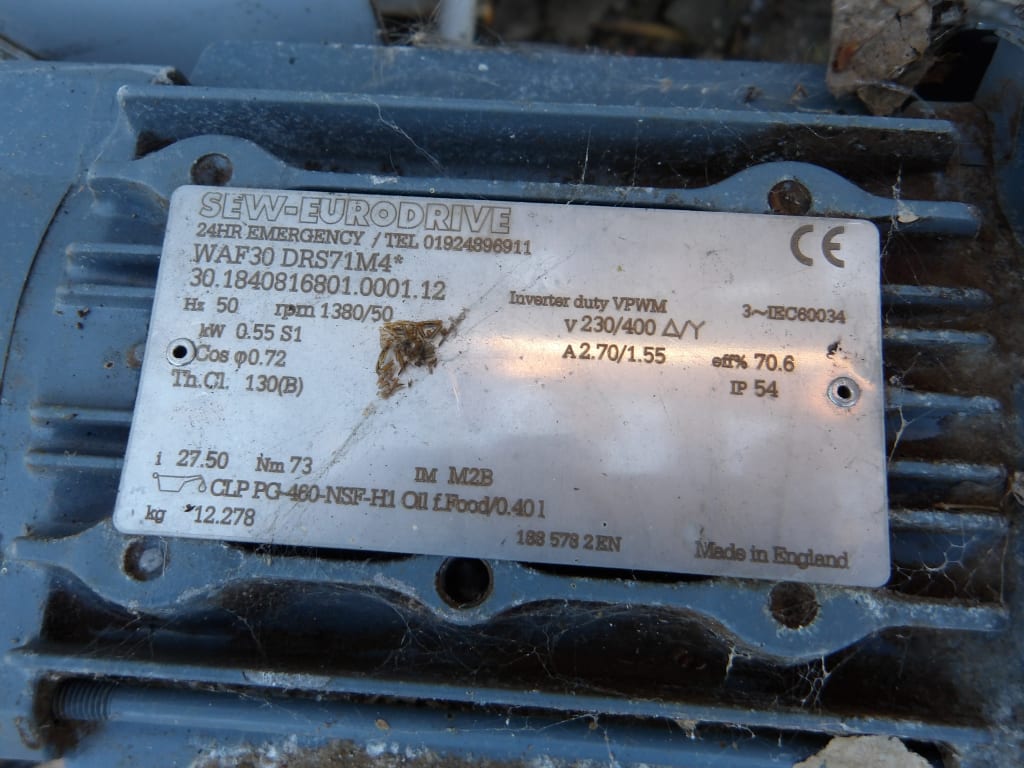 SEW-EURODRIVE
24HR EMERGENCY / TEL 01924896911
CE
WAF30 DRS71M4*
30.1840816801.0001.12
Hz 50 rpm 1380/50 Inverter duty VPWM 3~IEC60034
kW 0.55 S1 V 230/400 △/Y
Cos φ0.72 A 2.70/1.55 eff% 70.6
Th.Cl. 130(B) IP 54
i 27.50 Nm 73 IM M2B
CLP PG-460-NSF-H1 Oil f.Food/0.40 l
kg 12.278
188 578 2 EN Made in England